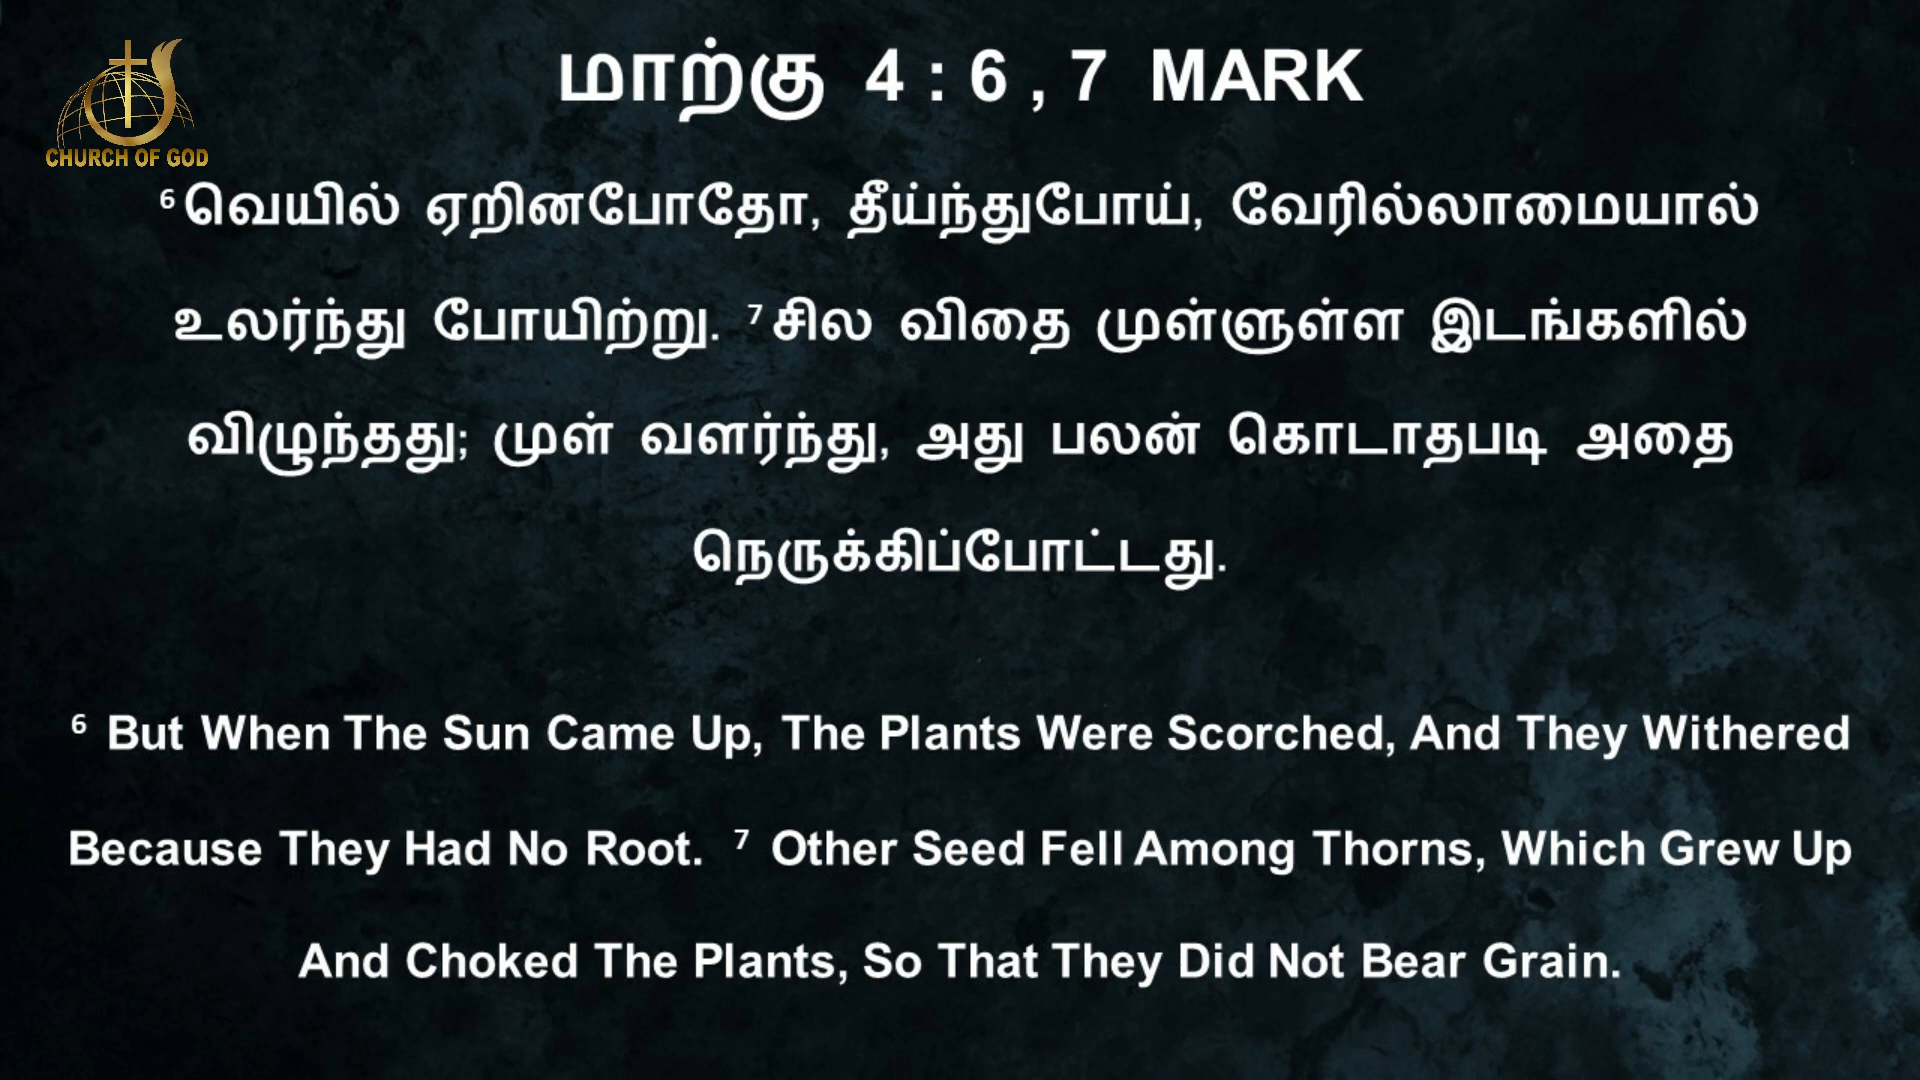 CHURCH OF GOD
மாற்கு 4 : 6 , 7 MARK
⁶ வெயில் ஏறினபோதோ, தீய்ந்துபோய், வேரில்லாமையால்
உலர்ந்து போயிற்று. ⁷ சில விதை முள்ளுள்ள இடங்களில்
விழுந்தது; முள் வளர்ந்து, அது பலன் கொடாதபடி அதை
நெருக்கிப்போட்டது.
⁶ But When The Sun Came Up, The Plants Were Scorched, And They Withered
Because They Had No Root. ⁷ Other Seed Fell Among Thorns, Which Grew Up
And Choked The Plants, So That They Did Not Bear Grain.